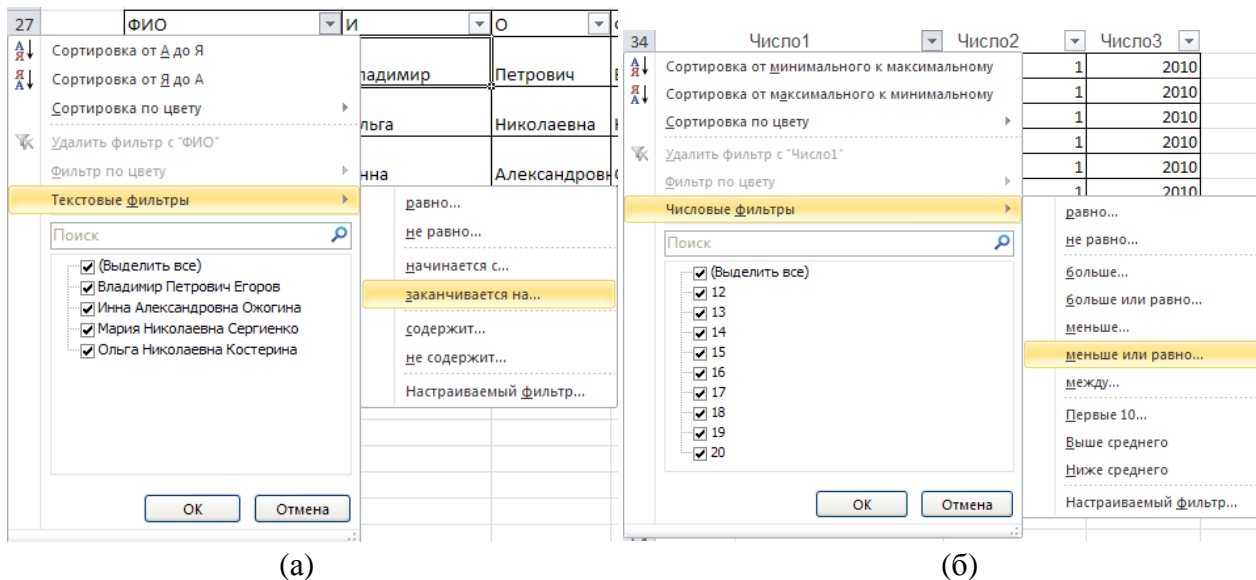 27 ФИО И О
Сортировка от А до Я
Сортировка от Я до А
Сортировка по цвету
Удалить фильтр с "ФИО"
Фильтр по цвету
Текстовые фильтры
Поиск
(Выделить все)
Владимир Петрович Егоров
Инна Александровна Ожогина
Мария Николаевна Сергиенко
Ольга Николаевна Костерина
ОК Отмена
ладимир Петрович
льга Николаевна
нна Александровн
равно...
не равно...
начинается с...
заканчивается на...
содержит...
не содержит...
Настраиваемый фильтр...
(а)
34 Число1 Число2 Число3
Сортировка от минимального к максимальному
Сортировка от максимального к минимальному
Сортировка по цвету
Удалить фильтр с "Число1"
Фильтр по цвету
Числовые фильтры
Поиск
(Выделить все)
12
13
14
15
16
17
18
19
20
ОК Отмена
1 2010
1 2010
1 2010
1 2010
1 2010
1 2010
равно...
не равно...
больше...
больше или равно...
меньше...
меньше или равно...
между...
Первые 10...
Выше среднего
Ниже среднего
Настраиваемый фильтр...
(б)